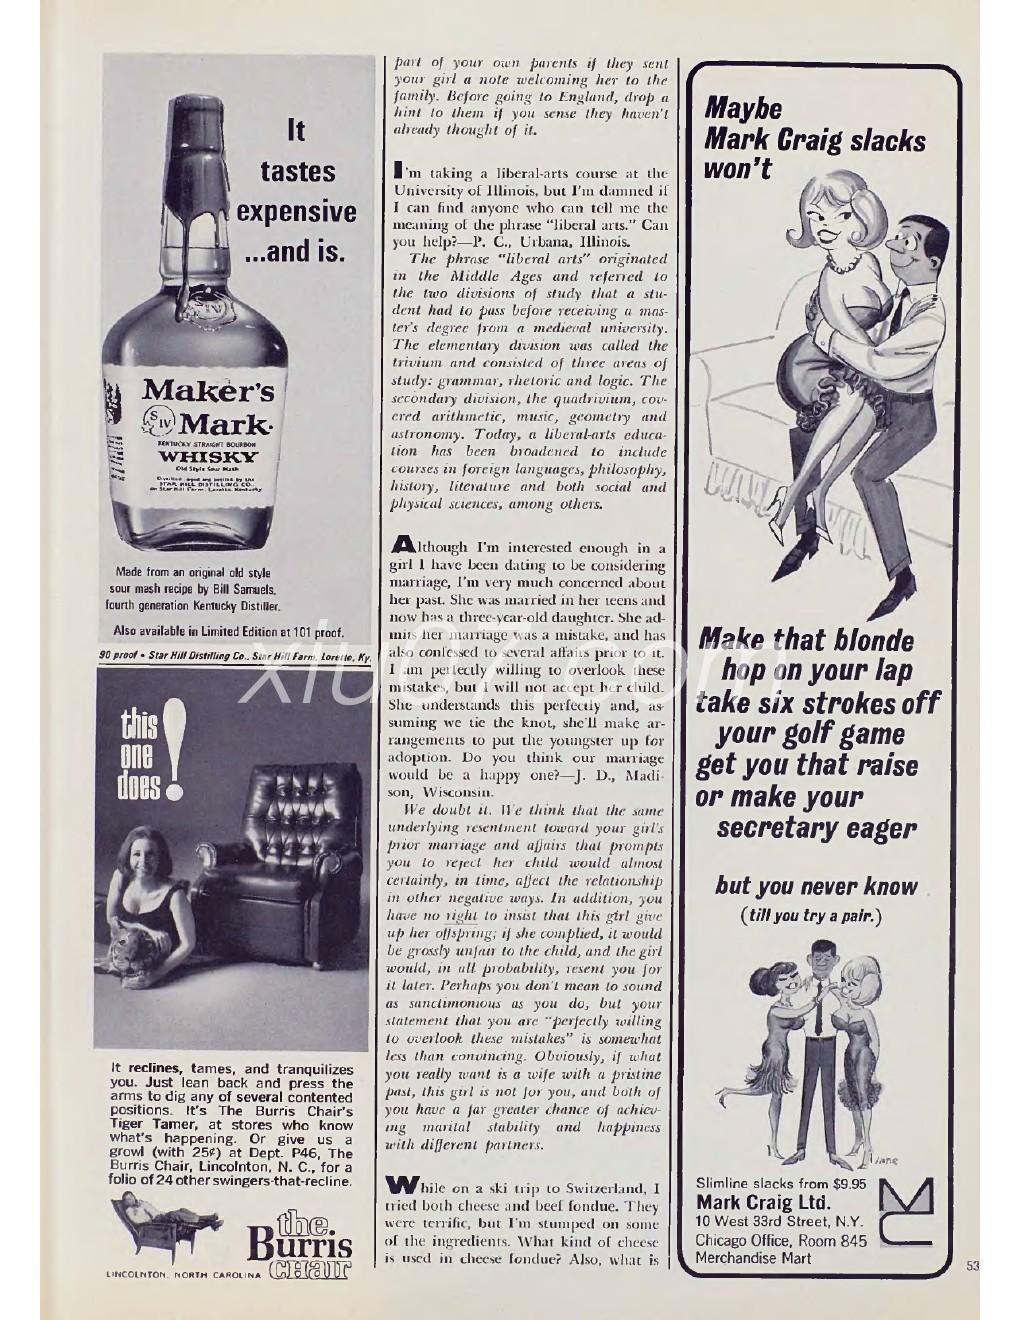 It
tastes
expensive
...and is.
Maker's
SIV Mark.
KENTUCKY STRAIGHT BOURBON
WHISKY
Old Style Sour Mash
Distilled, aged and bottled by the
STAR HILL DISTILLING CO.
Star Hill Farm, Loretto, Kentucky
Made from an original old style
sour mash recipe by Bill Samuels,
fourth generation Kentucky Distiller.
Also available in Limited Edition at 101 proof.
90 proof • Star Hill Distilling Co., Star Hill Farm, Loretto, Ky.
this
one
does!
It reclines, tames, and tranquilizes
you. Just lean back and press the
arms to dig any of several contented
positions. It's The Burris Chair's
Tiger Tamer, at stores who know
what's happening. Or give us a
growl (with 25¢) at Dept. P46, The
Burris Chair, Lincolnton, N. C., for a
folio of 24 other swingers-that-recline.
the
Burris
CHAIR
LINCOLNTON, NORTH CAROLINA
part of your own parents if they sent
your girl a note welcoming her to the
family. Before going to England, drop a
hint to them if you sense they haven't
already thought of it.
I'm taking a liberal-arts course at the
University of Illinois, but I'm damned if
I can find anyone who can tell me the
meaning of the phrase "liberal arts." Can
you help?—P. C., Urbana, Illinois.
The phrase "liberal arts" originated
in the Middle Ages and referred to
the two divisions of study that a stu-
dent had to pass before receiving a mas-
ter's degree from a medieval university.
The elementary division was called the
trivium and consisted of three areas of
study: grammar, rhetoric and logic. The
secondary division, the quadrivium, cov-
ered arithmetic, music, geometry and
astronomy. Today, a liberal-arts educa-
tion has been broadened to include
courses in foreign languages, philosophy,
history, literature and both social and
physical sciences, among others.
Although I'm interested enough in a
girl I have been dating to be considering
marriage, I'm very much concerned about
her past. She was married in her teens and
now has a three-year-old daughter. She ad-
mits her marriage was a mistake, and has
also confessed to several affairs prior to it.
I am perfectly willing to overlook these
mistakes, but I will not accept her child.
She understands this perfectly and, as-
suming we tie the knot, she'll make ar-
rangements to put the youngster up for
adoption. Do you think our marriage
would be a happy one?—J. D., Madi-
son, Wisconsin.
We doubt it. We think that the same
underlying resentment toward your girl's
prior marriage and affairs that prompts
you to reject her child would almost
certainly, in time, affect the relationship
in other negative ways. In addition, you
have no right to insist that this girl give
up her offspring; if she complied, it would
be grossly unfair to the child, and the girl
would, in all probability, resent you for
it later. Perhaps you don't mean to sound
as sanctimonious as you do, but your
statement that you are "perfectly willing
to overlook these mistakes" is somewhat
less than convincing. Obviously, if what
you really want is a wife with a pristine
past, this girl is not for you, and both of
you have a far greater chance of achiev-
ing marital stability and happiness
with different partners.
While on a ski trip to Switzerland, I
tried both cheese and beef fondue. They
were terrific, but I'm stumped on some
of the ingredients. What kind of cheese
is used in cheese fondue? Also, what is
Maybe
Mark Craig slacks
won't
Make that blonde
hop on your lap
take six strokes off
your golf game
get you that raise
or make your
secretary eager
but you never know
(till you try a pair.)
Slimline slacks from $9.95
Mark Craig Ltd.
10 West 33rd Street, N.Y.
Chicago Office, Room 845
Merchandise Mart
53